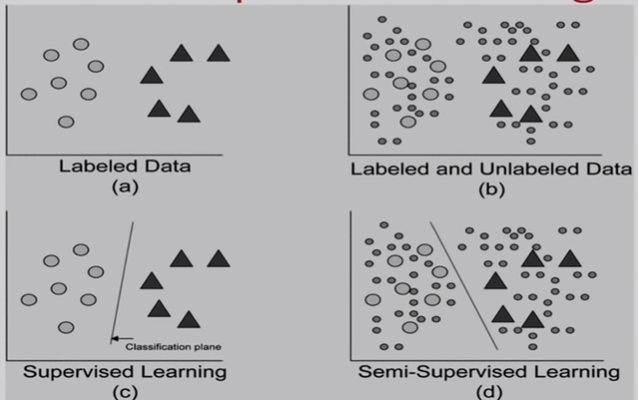 Labeled Data
(a)
Labeled and Unlabeled Data
(b)
Classification plane
Supervised Learning
(c)
Semi-Supervised Learning
(d)